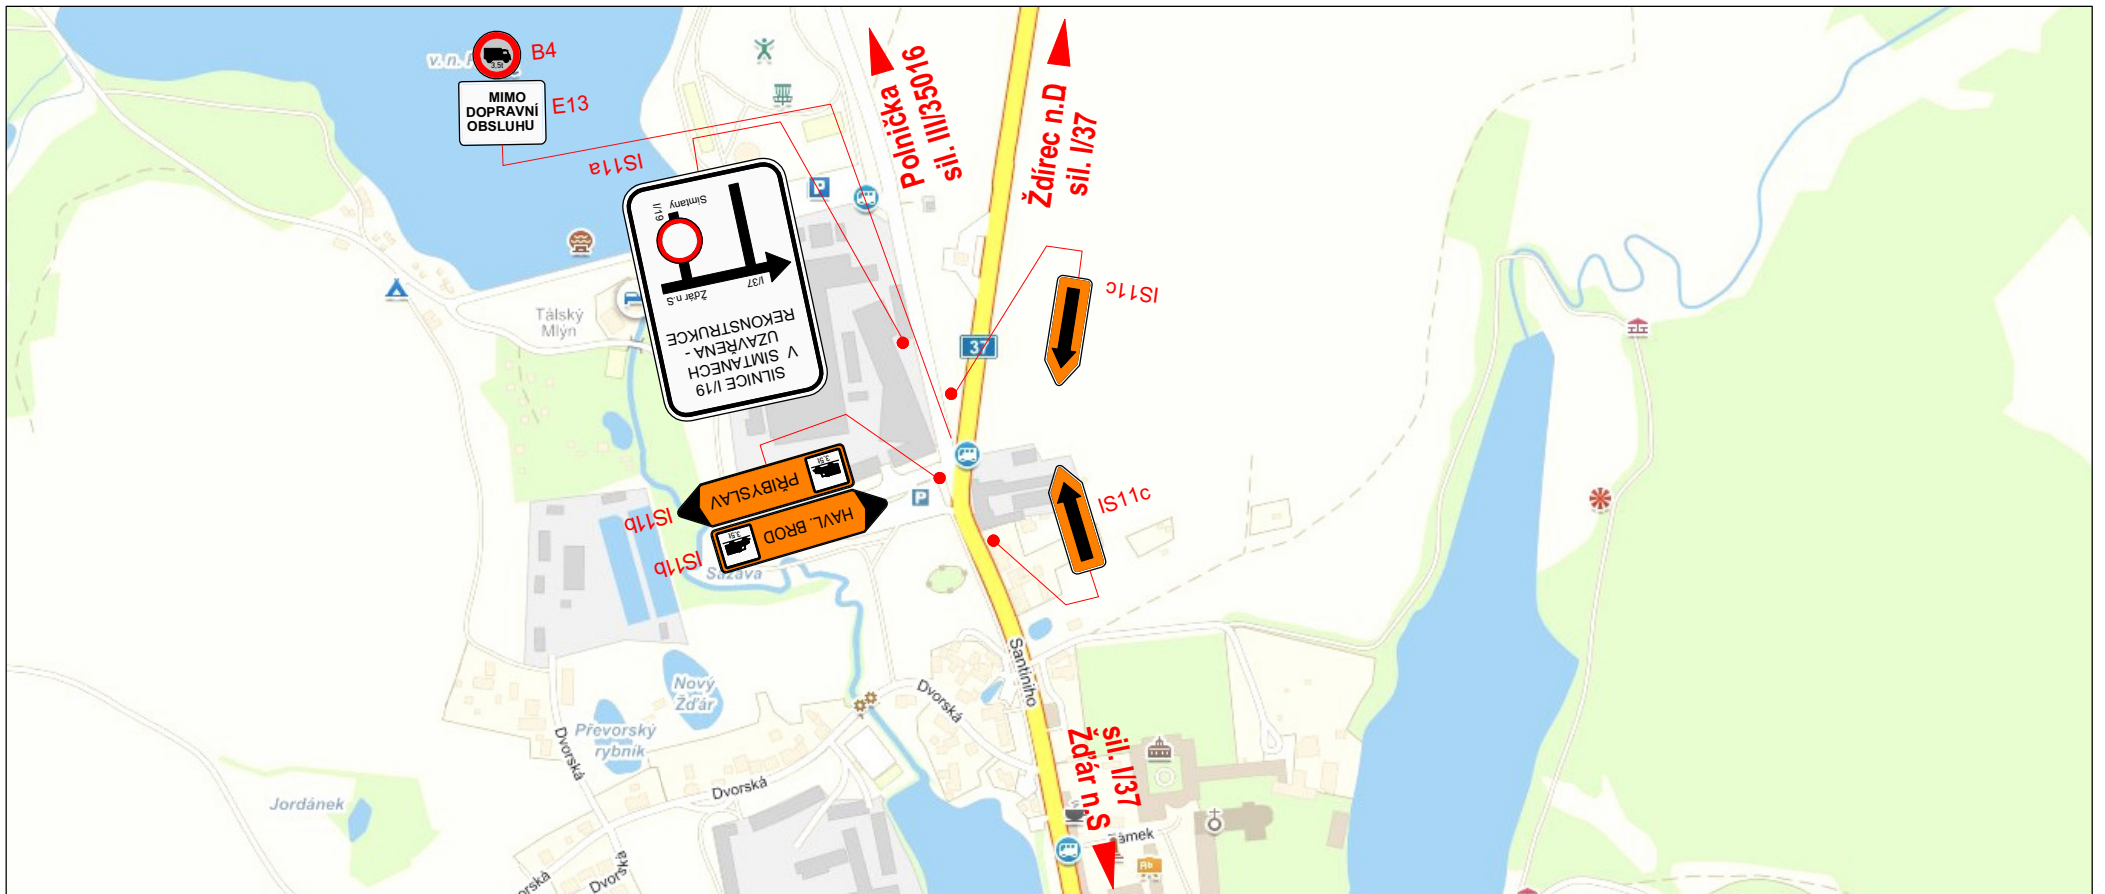 B4
3.5t
MIMO
DOPRAVNÍ
OBSLUHU
E13
IS11a
I/19
Simtany
Žďár n.S
I/37
SILNICE I/19
V SIMTANECH
UZAVŘENA -
REKONSTRUKCE
Polnička
sil. III/35016
Ždírec n.D
sil. I/37
IS11c
37
Tálský
Mlýn
PŘIBYSLAV
3.5t
IS11b
HAVL. BROD
3.5t
IS11b
IS11c
Sázava
P
P
Nový
Žďár
Převorský
rybník
Jordánek
Dvorská
Dvorská
Dvorská
Dvorská
Santiniho
sil. I/37
Žďár n.S